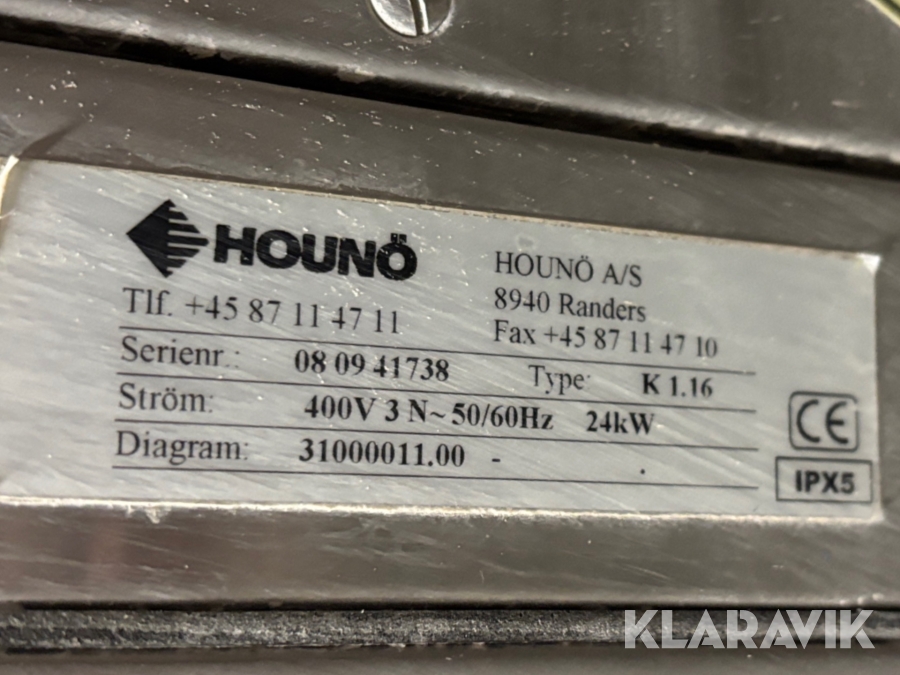 HOUNÖ
HOUNÖ A/S
8940 Randers
Tlf. +45 87 11 47 11
Fax +45 87 11 47 10
Serienr.: 08 09 41738 Type: K 1.16
Ström: 400V 3 N~ 50/60Hz 24kW
Diagram: 31000011.00 - .
CE
IPX5
KLARAVIK